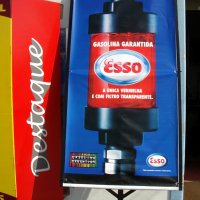 Destaque
GASOLINA GARANTIDA
Esso
A ÚNICA VERMELHA
E COM FILTRO TRANSPARENTE.
Esso